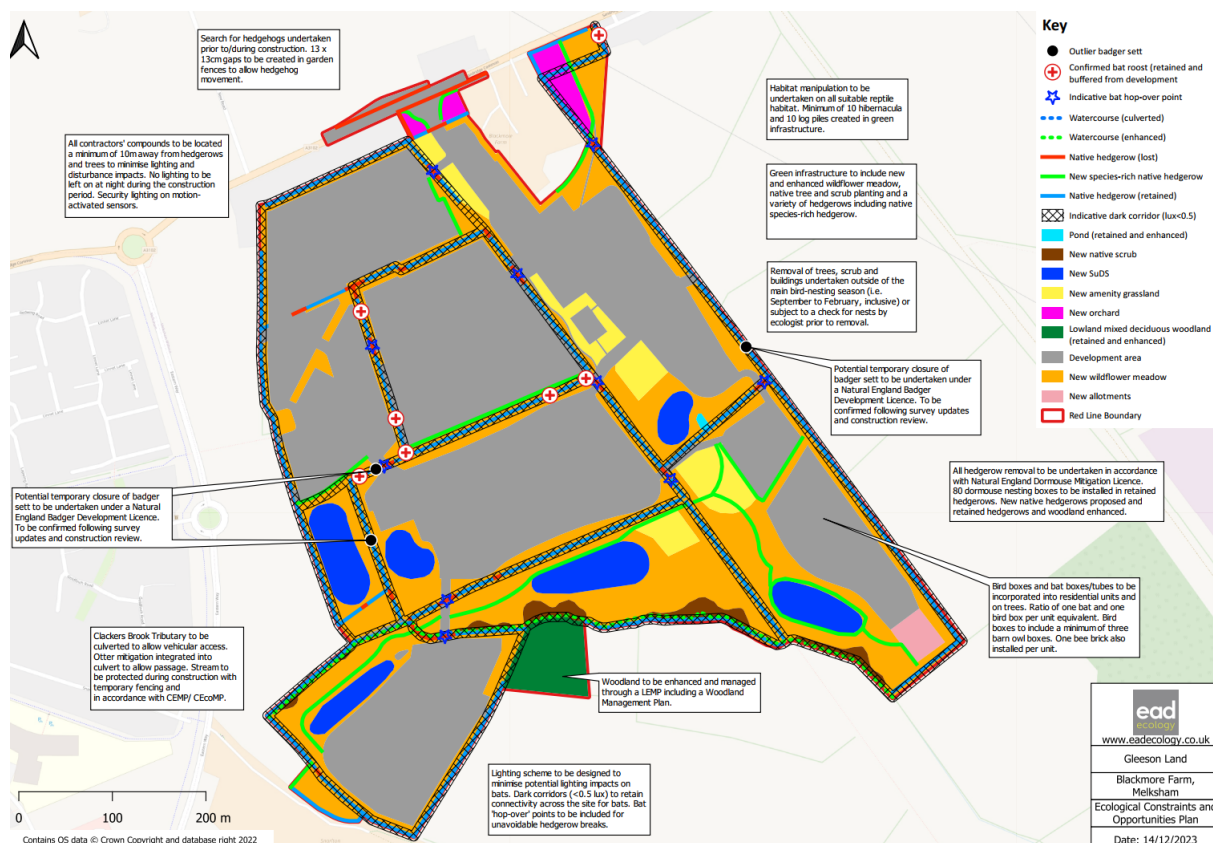 Search for hedgehogs undertaken
prior to/during construction. 13 x
13cm gaps to be created in garden
fences to allow hedgehog
movement.
All contractors' compounds to be located
a minimum of 10m away from hedgerows
and trees to minimise lighting and
disturbance impacts. No lighting to be
left on at night during the construction
period. Security lighting on motion-
activated sensors.
Habitat manipulation to be
undertaken on all suitable reptile
habitat. Minimum of 10 hibernacula
and 10 log piles created in green
infrastructure.
Green infrastructure to include new
and enhanced wildflower meadow,
native tree and scrub planting and a
variety of hedgerows including native
species-rich hedgerow.
Removal of trees, scrub and
buildings undertaken outside of the
main bird-nesting season (i.e.
September to February, inclusive) or
subject to a check for nests by
ecologist prior to removal.
Potential temporary closure of
badger sett to be undertaken under
a Natural England Badger
Development Licence. To be
confirmed following survey updates
and construction review.
All hedgerow removal to be undertaken in accordance
with Natural England Dormouse Mitigation Licence.
80 dormouse nesting boxes to be installed in retained
hedgerows. New native hedgerows proposed and
retained hedgerows and woodland enhanced.
Potential temporary closure of badger
sett to be undertaken under a Natural
England Badger Development Licence.
To be confirmed following survey
updates and construction review.
Bird boxes and bat boxes/tubes to be
incorporated into residential units and
on trees. Ratio of one bat and one
bird box per unit equivalent. Bird
boxes to include a minimum of three
barn owl boxes. One bee brick also
installed per unit.
Clackers Brook Tributary to be
culverted to allow vehicular access.
Otter mitigation integrated into
culvert to allow passage. Stream to
be protected during construction with
temporary fencing and
in accordance with CEMP/ CEcoMP.
Woodland to be enhanced and managed
through a LEMP including a Woodland
Management Plan.
Lighting scheme to be designed to
minimise potential lighting impacts on
bats. Dark corridors (<0.5 lux) to retain
connectivity across the site for bats. Bat
'hop-over' points to be included for
unavoidable hedgerow breaks.
0 100 200 m
Contains OS data © Crown Copyright and database right 2022
Key
Outlier badger sett
Confirmed bat roost (retained and
buffered from development
Indicative bat hop-over point
Watercourse (culverted)
Watercourse (enhanced)
Native hedgerow (lost)
New species-rich native hedgerow
Native hedgerow (retained)
Indicative dark corridor (lux<0.5)
Pond (retained and enhanced)
New native scrub
New SuDS
New amenity grassland
New orchard
Lowland mixed deciduous woodland
(retained and enhanced)
Development area
New wildflower meadow
New allotments
Red Line Boundary
ead
ecology
www.eadecology.co.uk
Gleeson Land
Blackmore Farm,
Melksham
Ecological Constraints and
Opportunities Plan
Date: 14/12/2023